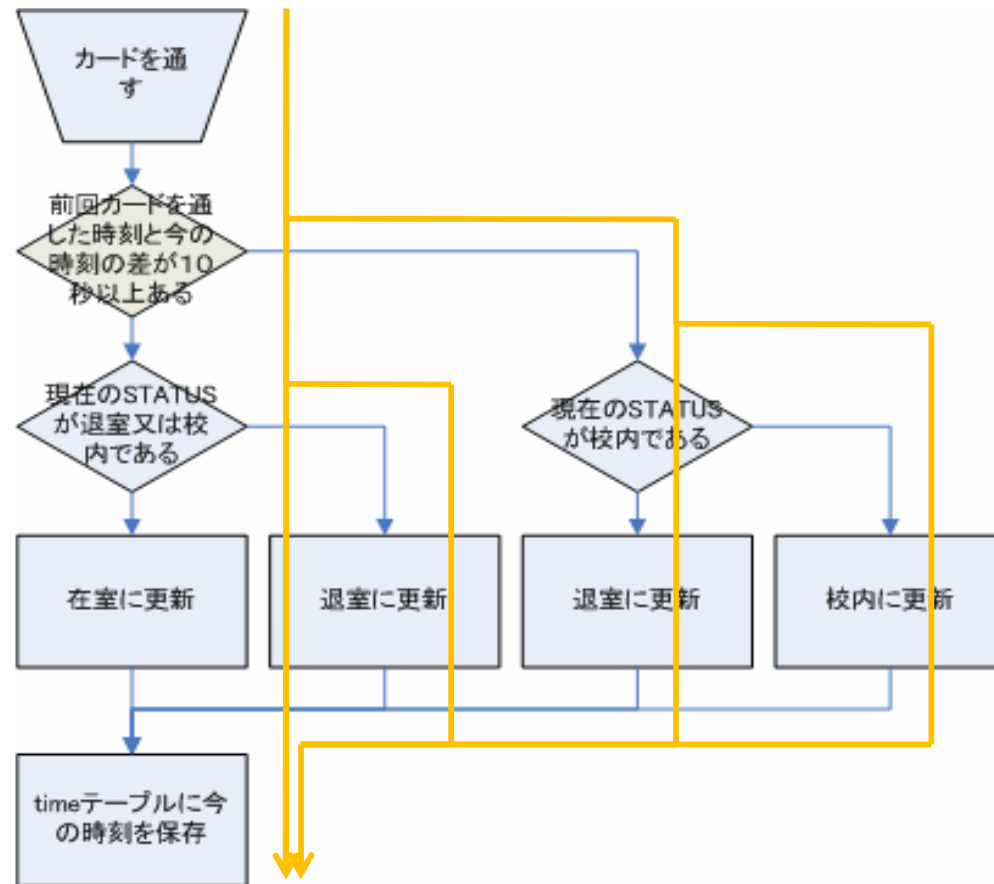 カードを通
す
前回カードを通
した時刻と今の
時刻の差が１０
秒以上ある
現在のSTATUS
が退室又は校
内である
現在のSTATUS
が校内である
在室に更新
退室に更新
退室に更新
校内に更新
timeテーブルに今
の時刻を保存